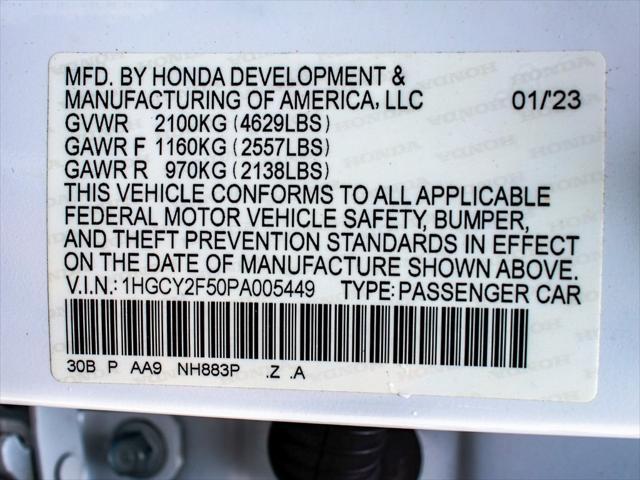 MFD. BY HONDA DEVELOPMENT &
MANUFACTURING OF AMERICA, LLC 01/'23
GVWR 2100KG (4629LBS)
GAWR F 1160KG (2557LBS)
GAWR R 970KG (2138LBS)
THIS VEHICLE CONFORMS TO ALL APPLICABLE
FEDERAL MOTOR VEHICLE SAFETY, BUMPER,
AND THEFT PREVENTION STANDARDS IN EFFECT
ON THE DATE OF MANUFACTURE SHOWN ABOVE.
V.I.N.: 1HGCY2F50PA005449 TYPE: PASSENGER CAR
30B P AA9 NH883P .Z .A